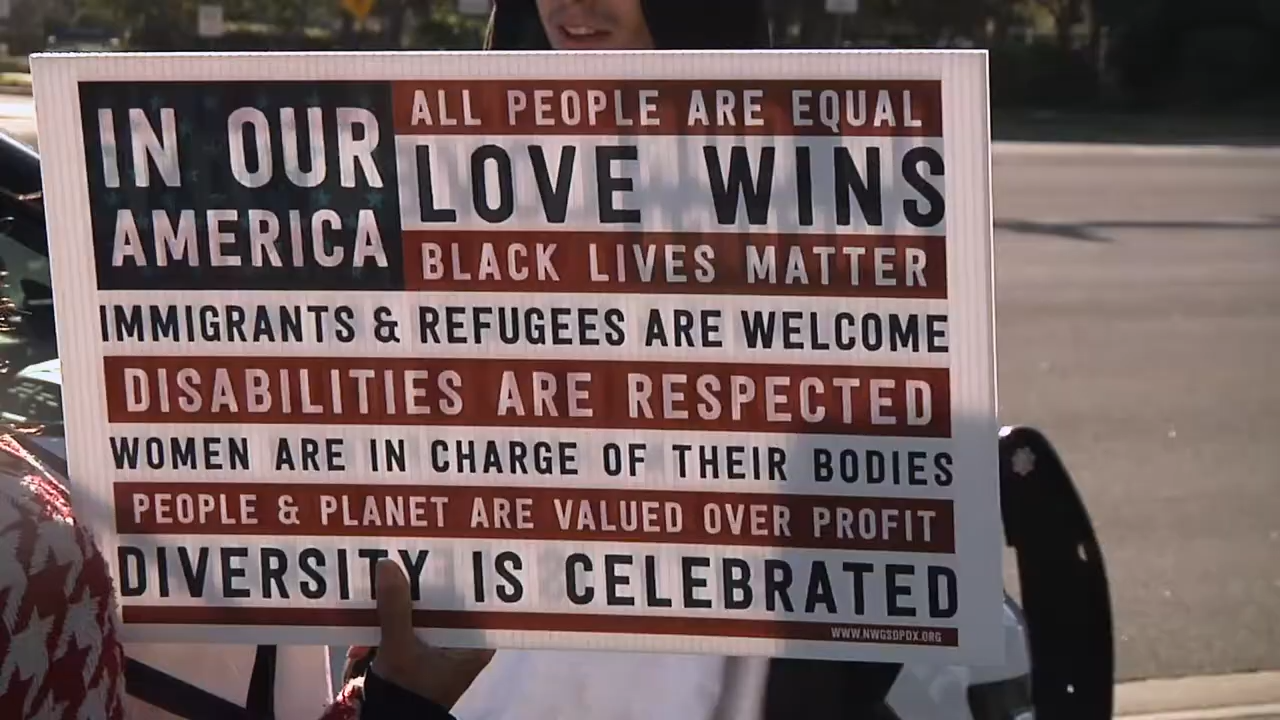 IN OUR
AMERICA
ALL PEOPLE ARE EQUAL
LOVE WINS
BLACK LIVES MATTER
IMMIGRANTS & REFUGEES ARE WELCOME
DISABILITIES ARE RESPECTED
WOMEN ARE IN CHARGE OF THEIR BODIES
PEOPLE & PLANET ARE VALUED OVER PROFIT
DIVERSITY IS CELEBRATED
WWW.NWGSDPDX.ORG